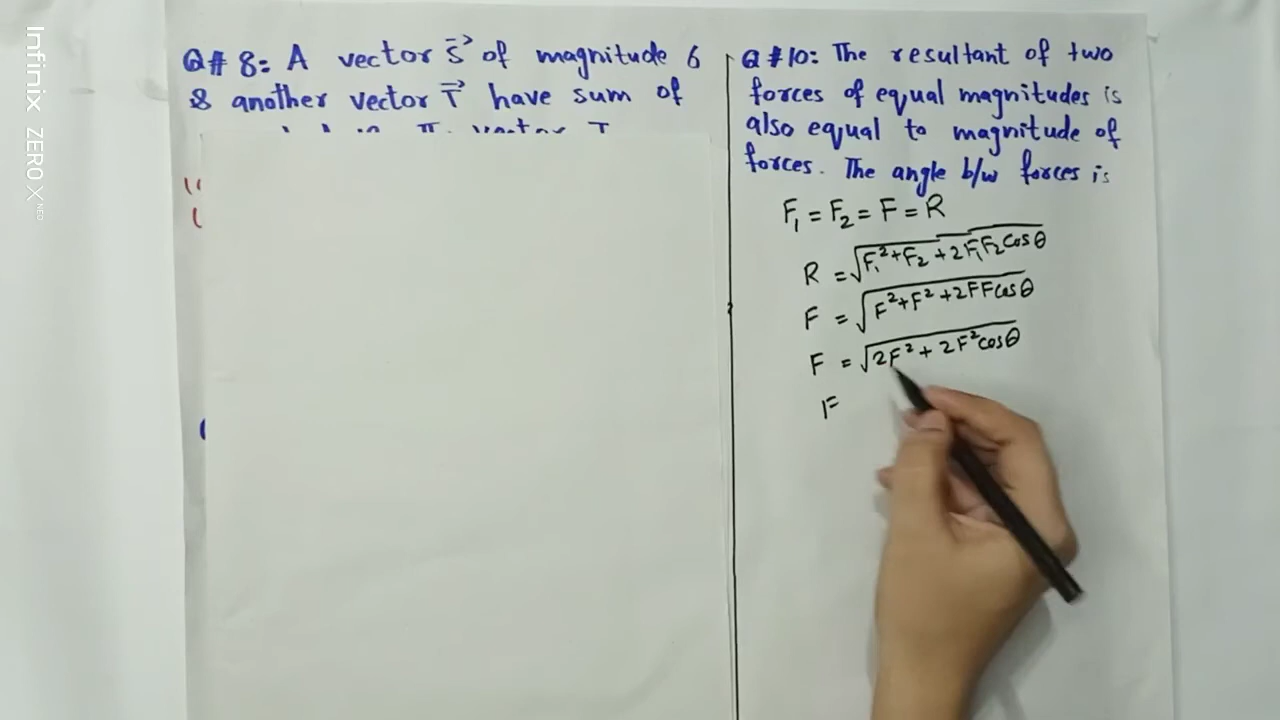 Infinix ZERO X NEO
Q# 8: A vector S⃗ of magnitude 6
& another vector T⃗ have sum of
Q #10: The resultant of two
forces of equal magnitudes is
also equal to magnitude of
forces. The angle b/w forces is
F₁ = F₂ = F = R
R = √F₁² + F₂ + 2F₁F₂cosθ
F = √F² + F² + 2FFcosθ
F = √2F² + 2F²cosθ
F